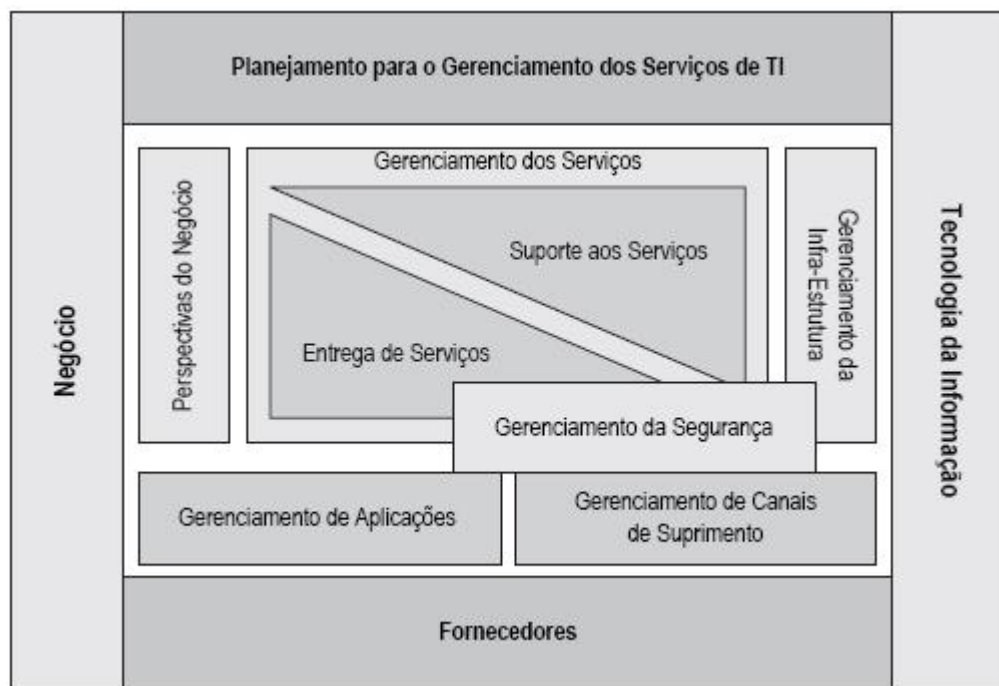 Planejamento para o Gerenciamento dos Serviços de TI
Negócio
Perspectivas do Negócio
Gerenciamento dos Serviços
Suporte aos Serviços
Entrega de Serviços
Gerenciamento da
Infra-Estrutura
Tecnologia da Informação
Gerenciamento da Segurança
Gerenciamento de Aplicações
Gerenciamento de Canais
de Suprimento
Fornecedores